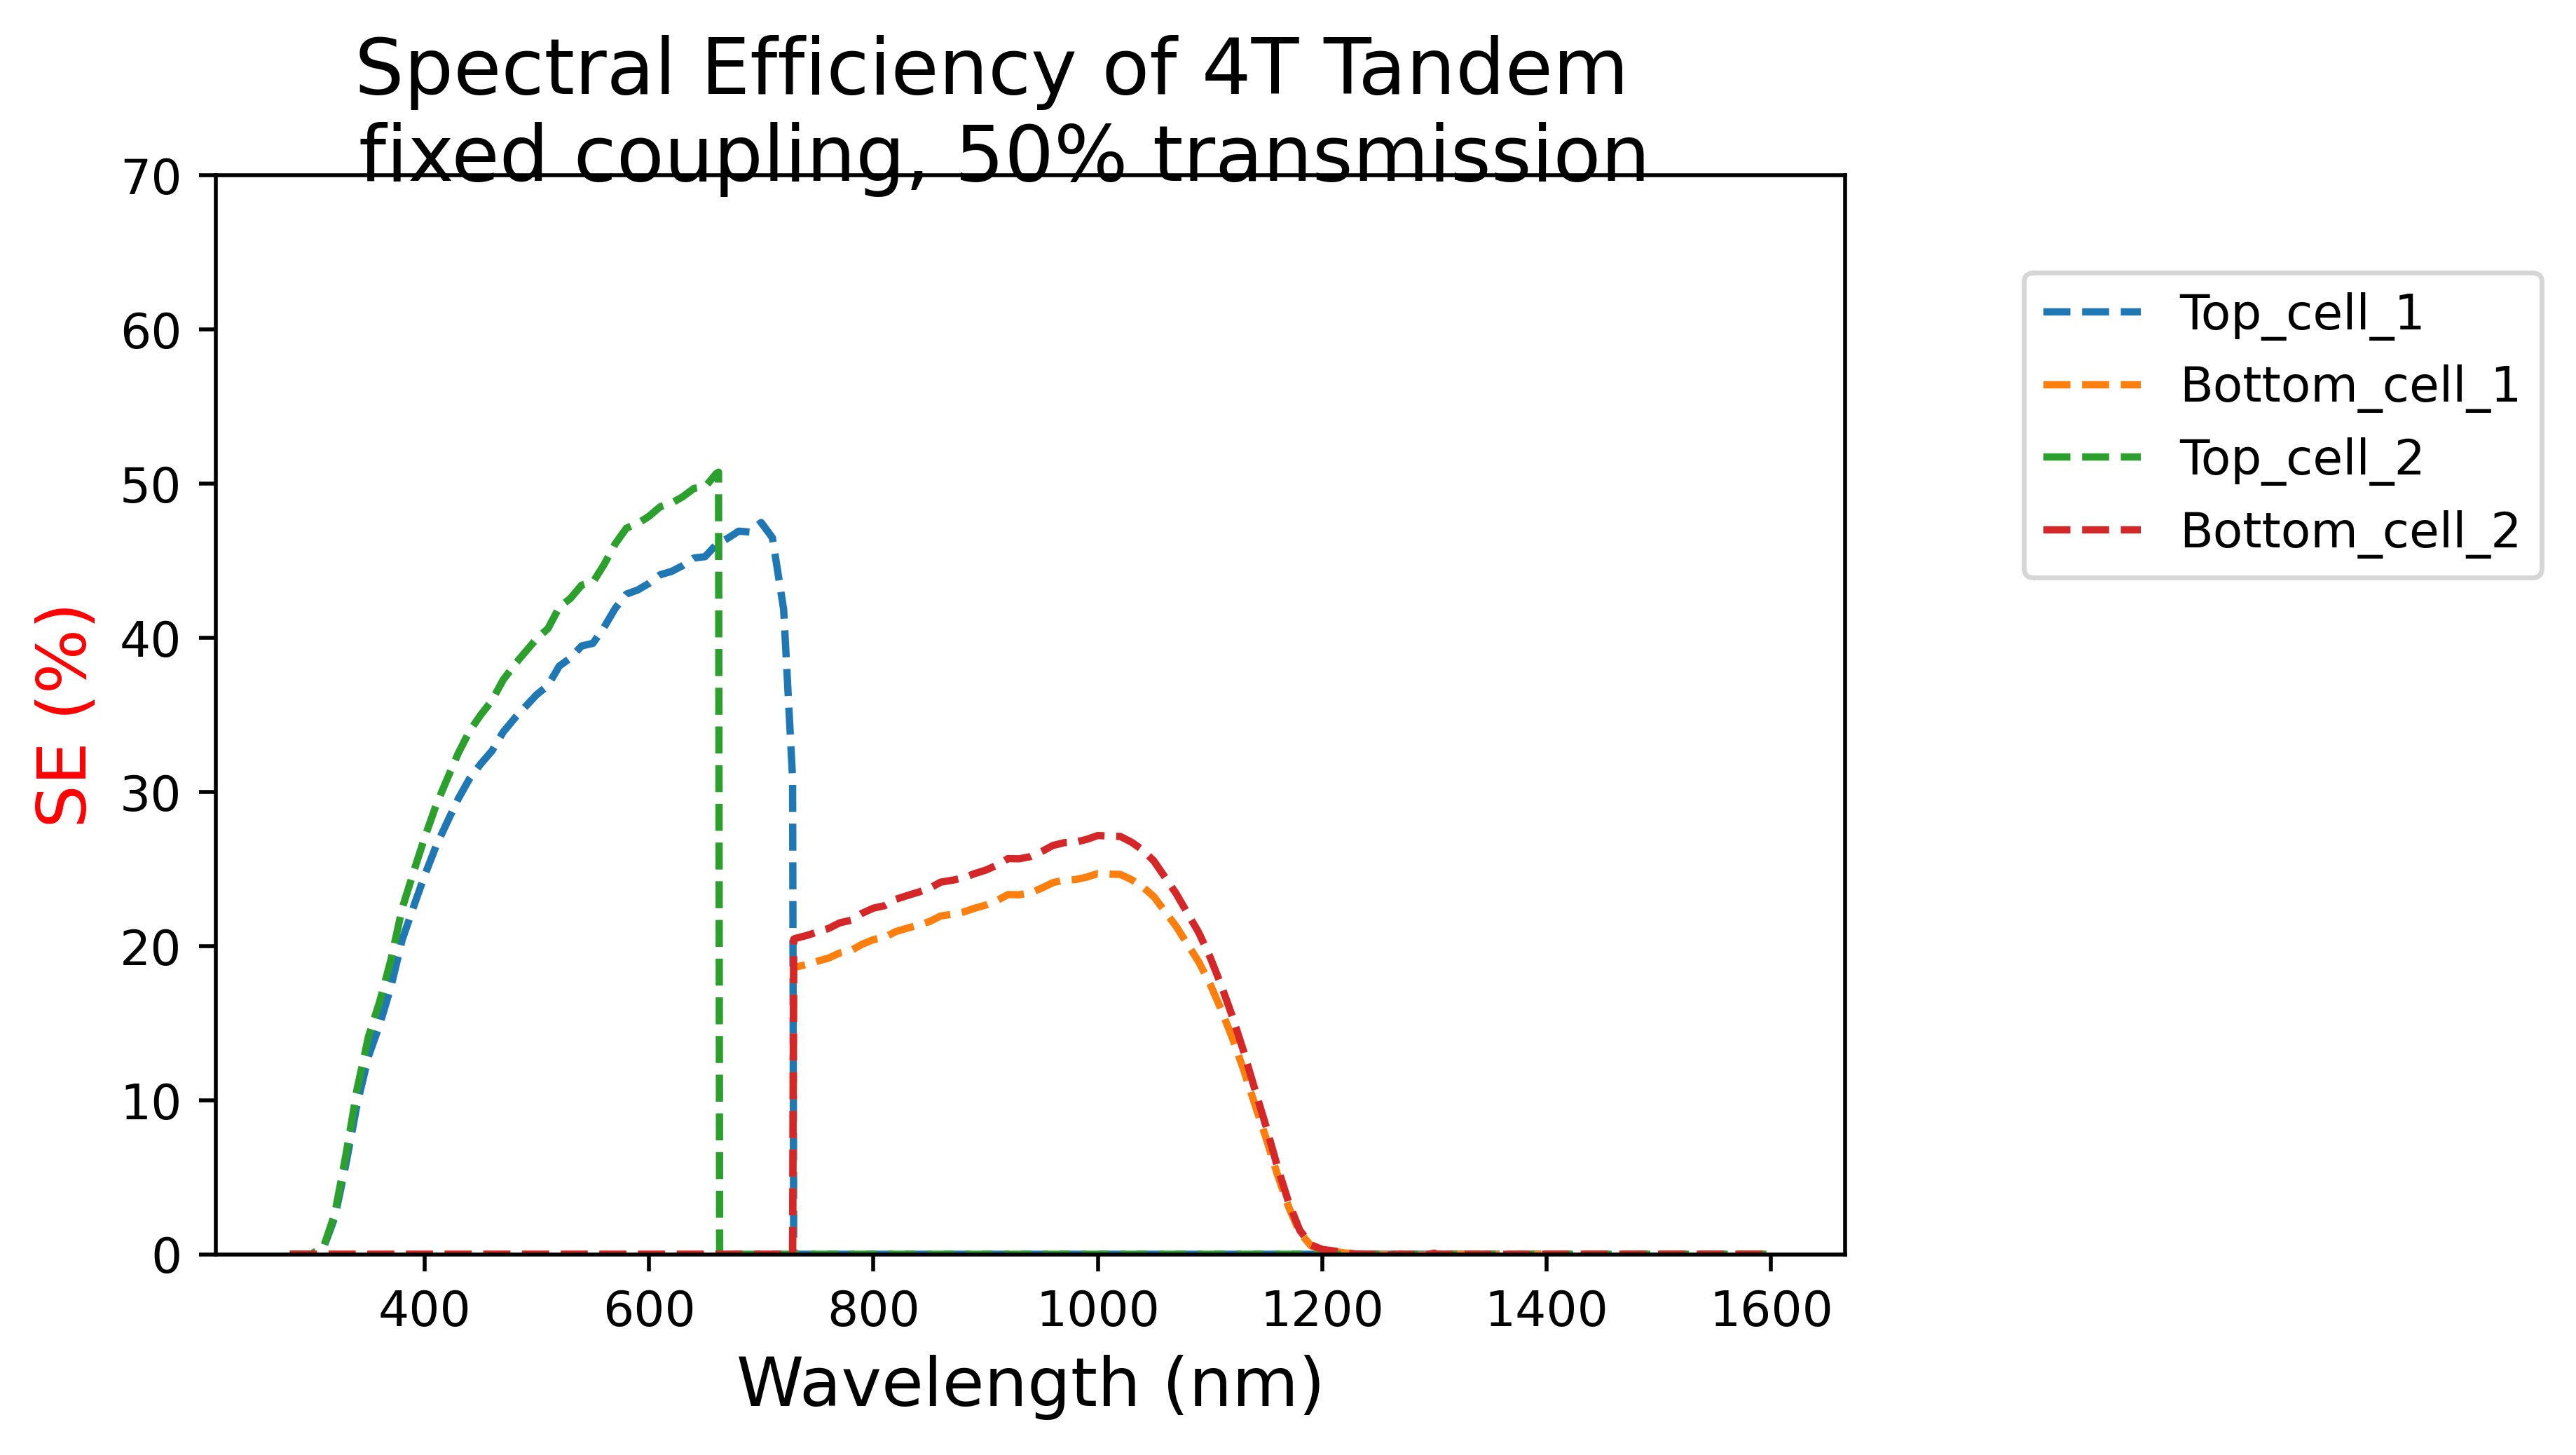 Spectral Efficiency of 4T Tandem
fixed coupling, 50% transmission
70
60
50
40
30
20
10
0
SE (%)
400 600 800 1000 1200 1400 1600
Wavelength (nm)
Top_cell_1
Bottom_cell_1
Top_cell_2
Bottom_cell_2